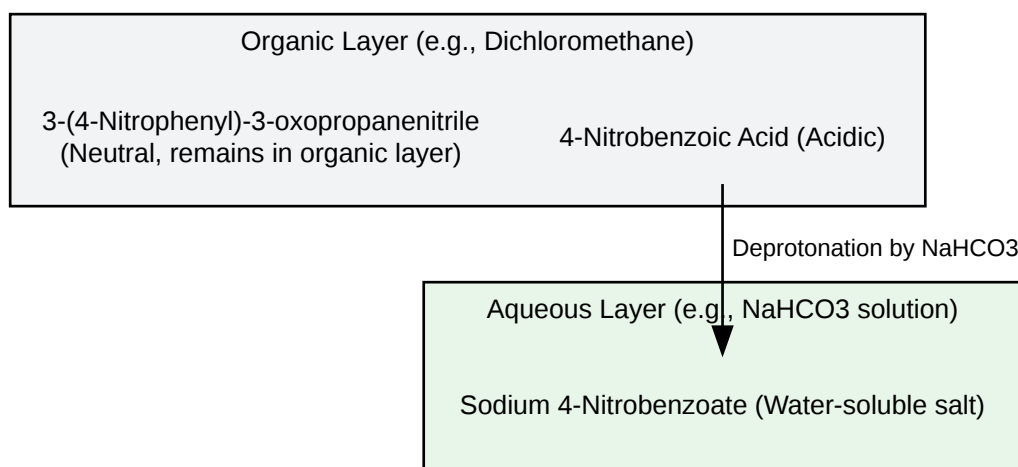 Organic Layer (e.g., Dichloromethane)
3-(4-Nitrophenyl)-3-oxopropanenitrile
(Neutral, remains in organic layer)
4-Nitrobenzoic Acid (Acidic)
Deprotonation by NaHCO3
Aqueous Layer (e.g., NaHCO3 solution)
Sodium 4-Nitrobenzoate (Water-soluble salt)